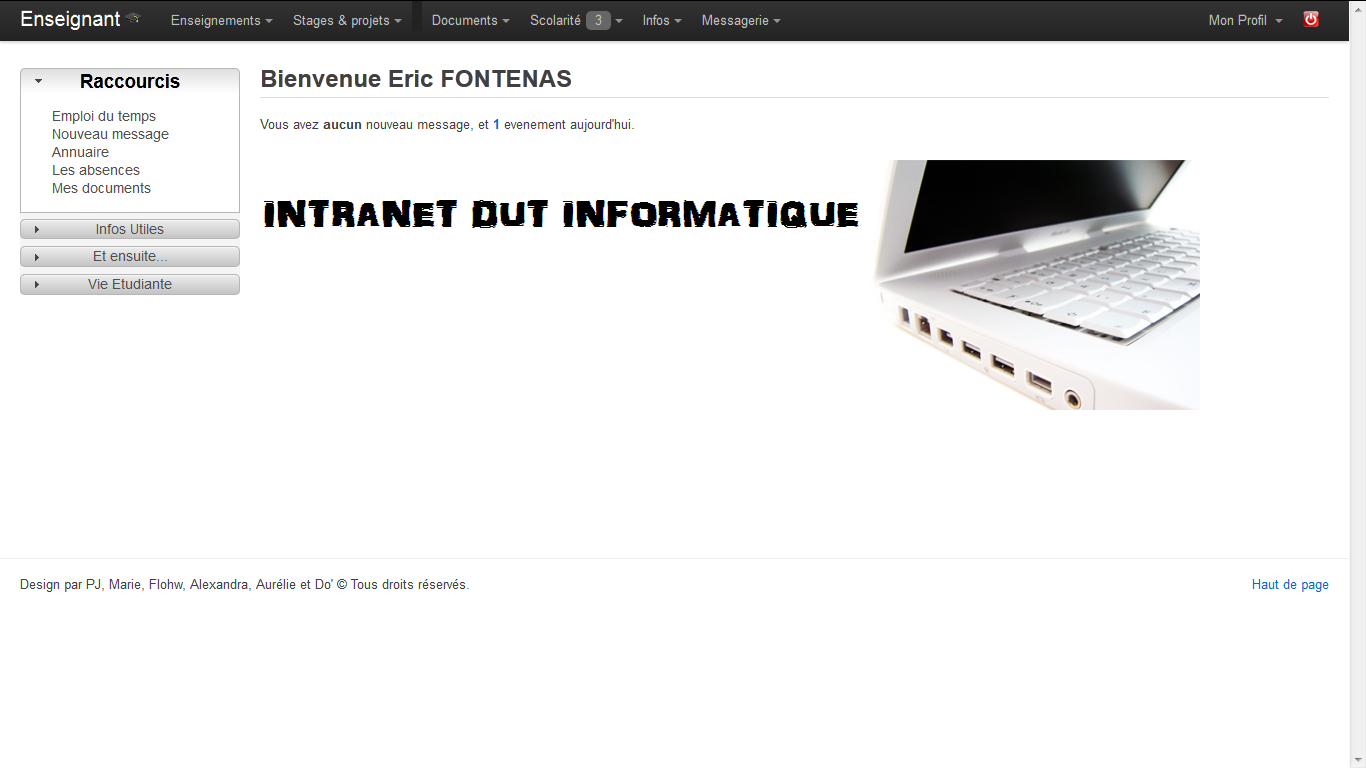 Enseignant Enseignements Stages & projets Documents Scolarité 3 Infos Messagerie Mon Profil
Raccourcis
Emploi du temps
Nouveau message
Annuaire
Les absences
Mes documents
Infos Utiles
Et ensuite...
Vie Etudiante
Bienvenue Eric FONTENAS
Vous avez aucun nouveau message, et 1 evenement aujourd'hui.
INTRANET DUT INFORMATIQUE
Design par PJ, Marie, Flohw, Alexandra, Aurélie et Do' © Tous droits réservés.
Haut de page